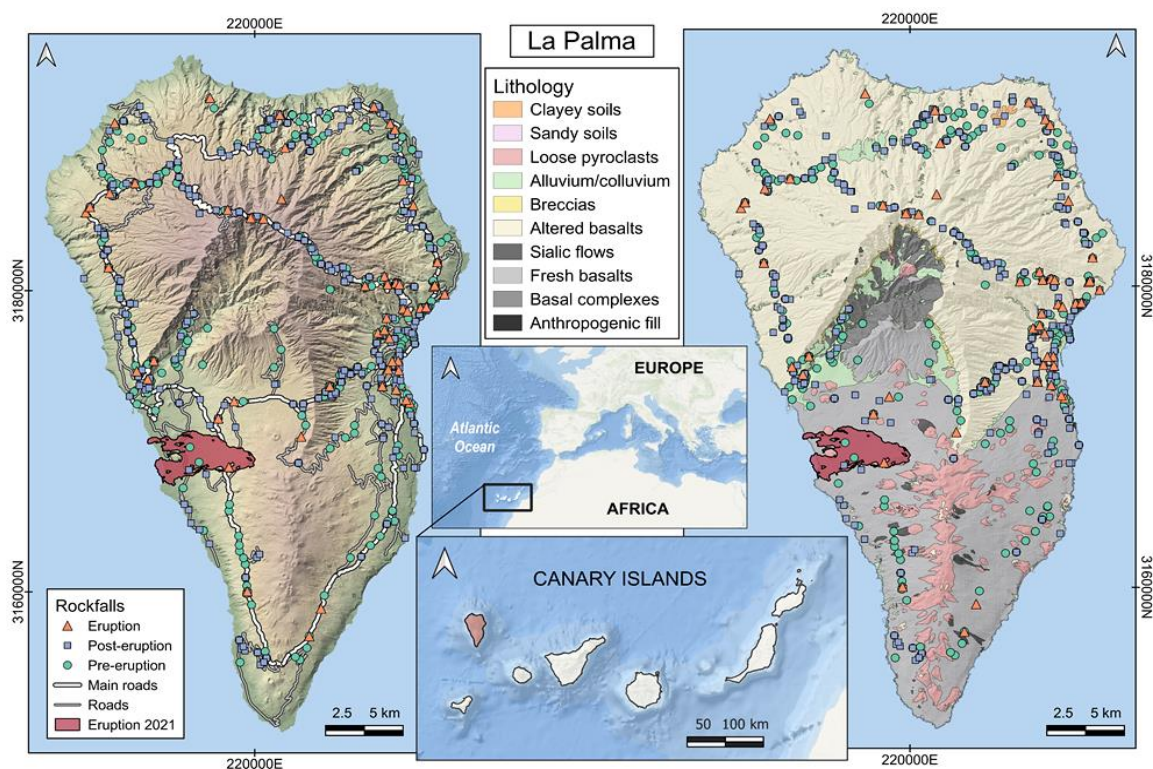 220000E
La Palma
220000E
Lithology
Clayey soils
Sandy soils
Loose pyroclasts
Alluvium/colluvium
Breccias
Altered basalts
Sialic flows
Fresh basalts
Basal complexes
Anthropogenic fill
3180000N
3180000N
EUROPE
Atlantic
Ocean
AFRICA
CANARY ISLANDS
50 100 km
3160000N
3160000N
Rockfalls
Eruption
Post-eruption
Pre-eruption
Main roads
Roads
Eruption 2021
2.5 5 km
2.5 5 km
220000E
220000E